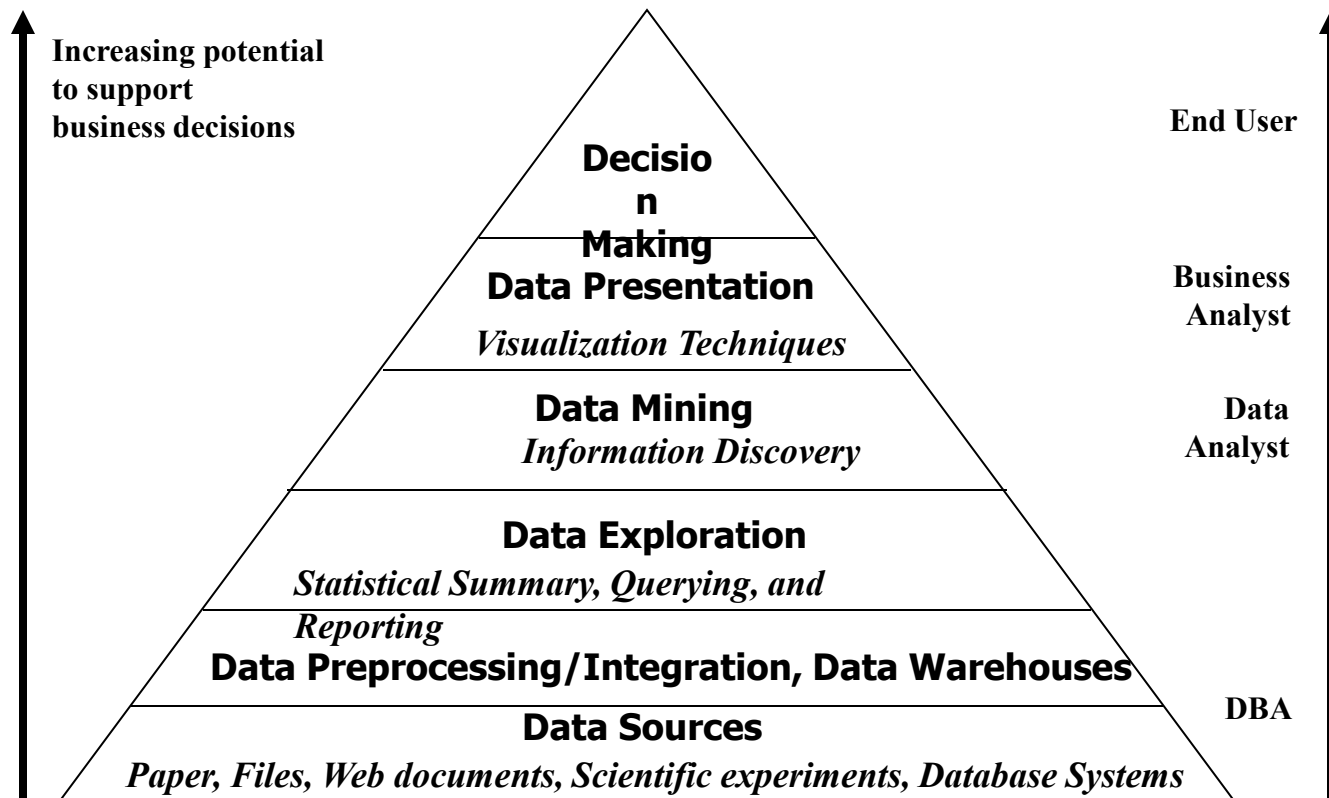 Increasing potential
to support
business decisions
End User
Decisio
n
Making
Data Presentation
Visualization Techniques
Business
Analyst
Data Mining
Information Discovery
Data
Analyst
Data Exploration
Statistical Summary, Querying, and
Reporting
Data Preprocessing/Integration, Data Warehouses
DBA
Data Sources
Paper, Files, Web documents, Scientific experiments, Database Systems